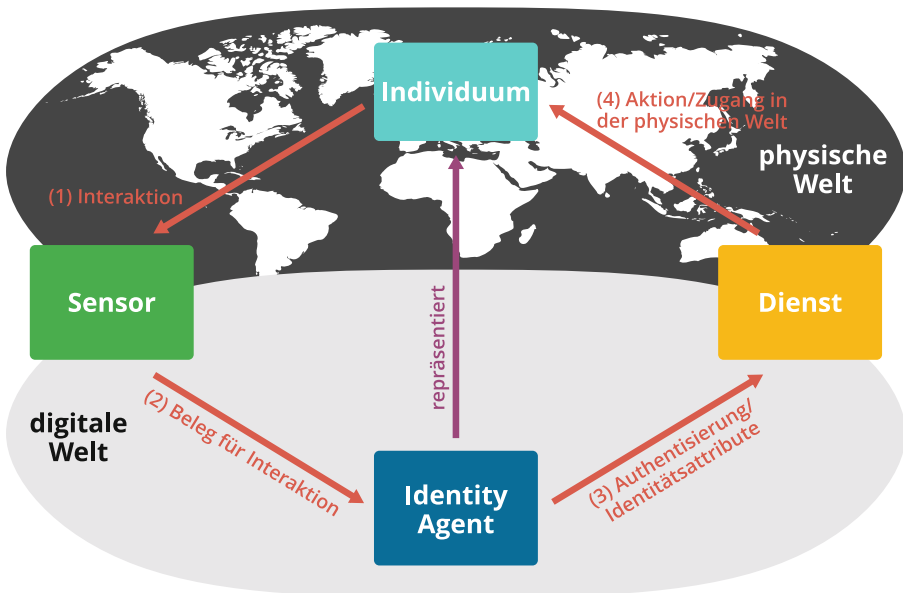 Individuum
(4) Aktion/Zugang in
der physischen Welt
physische
Welt
(1) Interaktion
Sensor
Dienst
repräsentiert
digitale
Welt
(2) Beleg für Interaktion
(3) Authentisierung/
Identitätsattribute
Identity
Agent